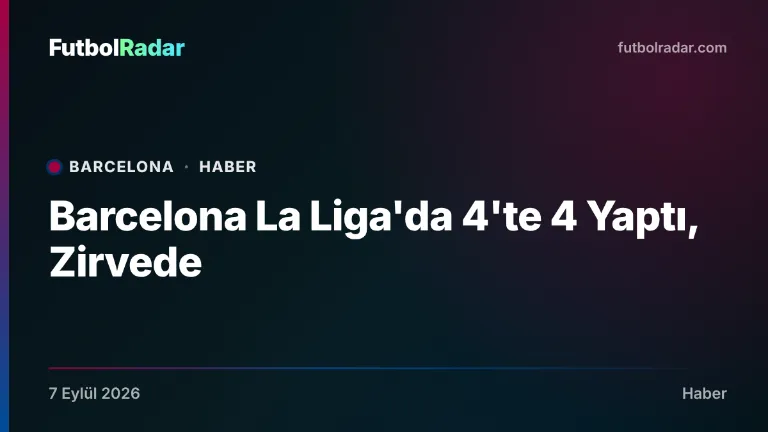 FutbolRadar
futbolradar.com
BARCELONA · HABER
Barcelona La Liga'da 4'te 4 Yaptı,
Zirvede
7 Eylül 2026
Haber